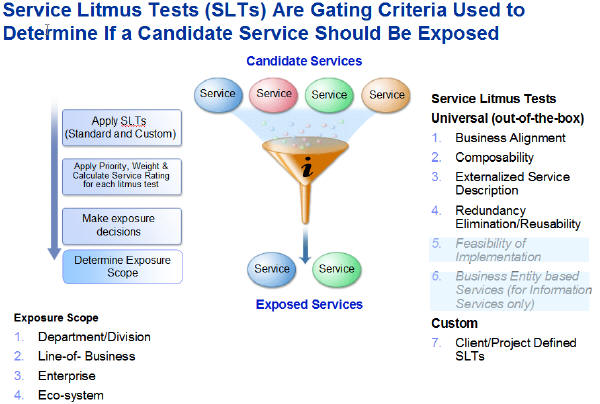 Service Litmus Tests (SLTs) Are Gating Criteria Used to
Determine If a Candidate Service Should Be Exposed
Candidate Services
Service
Service
Service
Service
Apply SLTs
(Standard and Custom)
Apply Priority, Weight &
Calculate Service Rating
for each litmus test
Make exposure
decisions
Determine Exposure
Scope
i
Service
Service
Exposed Services
Exposure Scope
1. Department/Division
2. Line-of- Business
3. Enterprise
4. Eco-system
Service Litmus Tests
Universal (out-of-the-box)
1. Business Alignment
2. Composability
3. Externalized Service
Description
4. Redundancy
Elimination/Reusability
5. Feasibility of
Implementation
6. Business Entity based
Services (for Information
Services only)
Custom
7. Client/Project Defined
SLTs